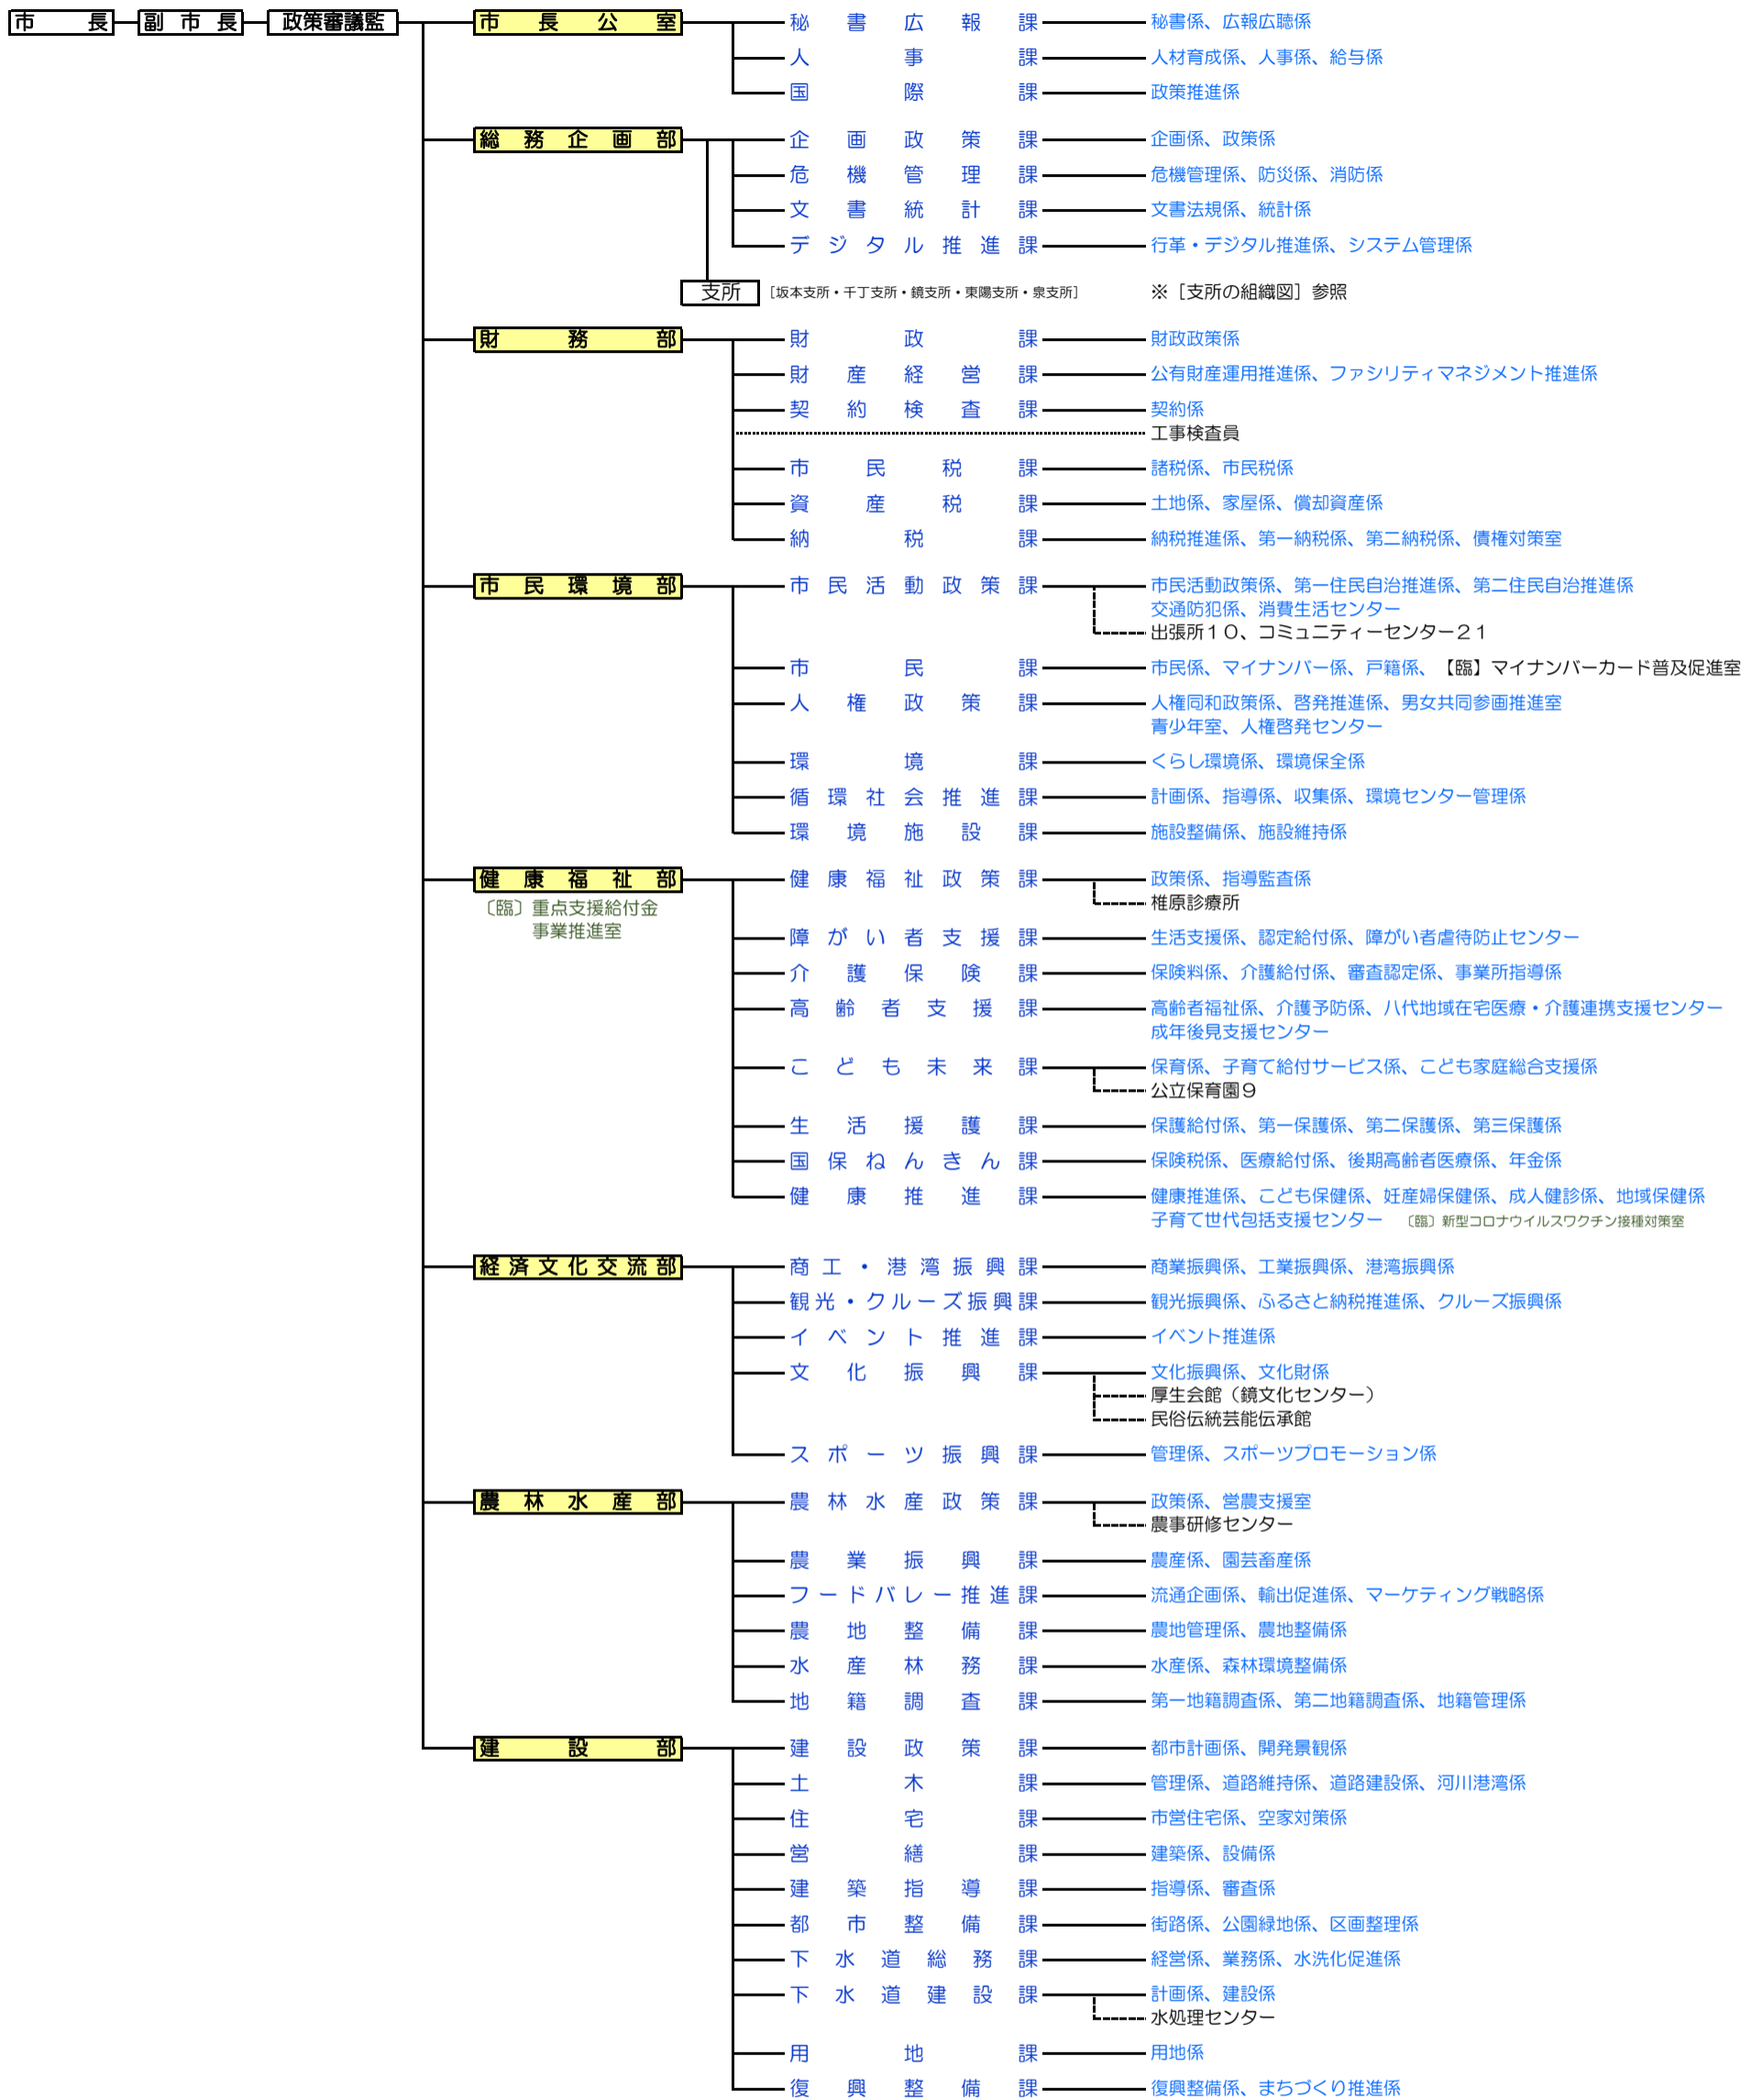 市長 副市長 政策審議監 市長公室 秘書広報課 秘書係、広報広聴係
人事課 人材育成係、人事係、給与係
国際課 政策推進係
総務企画部 企画政策課 企画係、政策係
危機管理課 危機管理係、防災係、消防係
文書統計課 文書法規係、統計係
デジタル推進課 行革・デジタル推進係、システム管理係
支所 ［坂本支所・千丁支所・鏡支所・東陽支所・泉支所］ ※［支所の組織図］参照
財務部 財政課 財政政策係
財産経営課 公有財産運用推進係、ファシリティマネジメント推進係
契約検査課 契約係
工事検査員
市民税課 諸税係、市民税係
資産税課 土地係、家屋係、償却資産係
納税課 納税推進係、第一納税係、第二納税係、債権対策室
市民環境部 市民活動政策課 市民活動政策係、第一住民自治推進係、第二住民自治推進係
交通防犯係、消費生活センター
出張所１０、コミュニティーセンター２１
市民課 市民係、マイナンバー係、戸籍係、【臨】マイナンバーカード普及促進室
人権政策課 人権同和政策係、啓発推進係、男女共同参画推進室
青少年室、人権啓発センター
環境課 くらし環境係、環境保全係
循環社会推進課 計画係、指導係、収集係、環境センター管理係
環境施設課 施設整備係、施設維持係
健康福祉部 健康福祉政策課 政策係、指導監査係
〔臨〕重点支援給付金 椎原診療所
事業推進室
障がい者支援課 生活支援係、認定給付係、障がい者虐待防止センター
介護保険課 保険料係、介護給付係、審査認定係、事業所指導係
高齢者支援課 高齢者福祉係、介護予防係、八代地域在宅医療・介護連携支援センター
成年後見支援センター
こども未来課 保育係、子育て給付サービス係、こども家庭総合支援係
公立保育園９
生活援護課 保護給付係、第一保護係、第二保護係、第三保護係
国保ねんきん課 保険税係、医療給付係、後期高齢者医療係、年金係
健康推進課 健康推進係、こども保健係、妊産婦保健係、成人健診係、地域保健係
子育て世代包括支援センター 〔臨〕新型コロナウイルスワクチン接種対策室
経済文化交流部 商工・港湾振興課 商業振興係、工業振興係、港湾振興係
観光・クルーズ振興課 観光振興係、ふるさと納税推進係、クルーズ振興係
イベント推進課 イベント推進係
文化振興課 文化振興係、文化財係
厚生会館（鏡文化センター）
民俗伝統芸能伝承館
スポーツ振興課 管理係、スポーツプロモーション係
農林水産部 農林水産政策課 政策係、営農支援室
農事研修センター
農業振興課 農産係、園芸畜産係
フードバレー推進課 流通企画係、輸出促進係、マーケティング戦略係
農地整備課 農地管理係、農地整備係
水産林務課 水産係、森林環境整備係
地籍調査課 第一地籍調査係、第二地籍調査係、地籍管理係
建設部 建設政策課 都市計画係、開発景観係
土木課 管理係、道路維持係、道路建設係、河川港湾係
住宅課 市営住宅係、空家対策係
営繕課 建築係、設備係
建築指導課 指導係、審査係
都市整備課 街路係、公園緑地係、区画整理係
下水道総務課 経営係、業務係、水洗化促進係
下水道建設課 計画係、建設係
水処理センター
用地課 用地係
復興整備課 復興整備係、まちづくり推進係